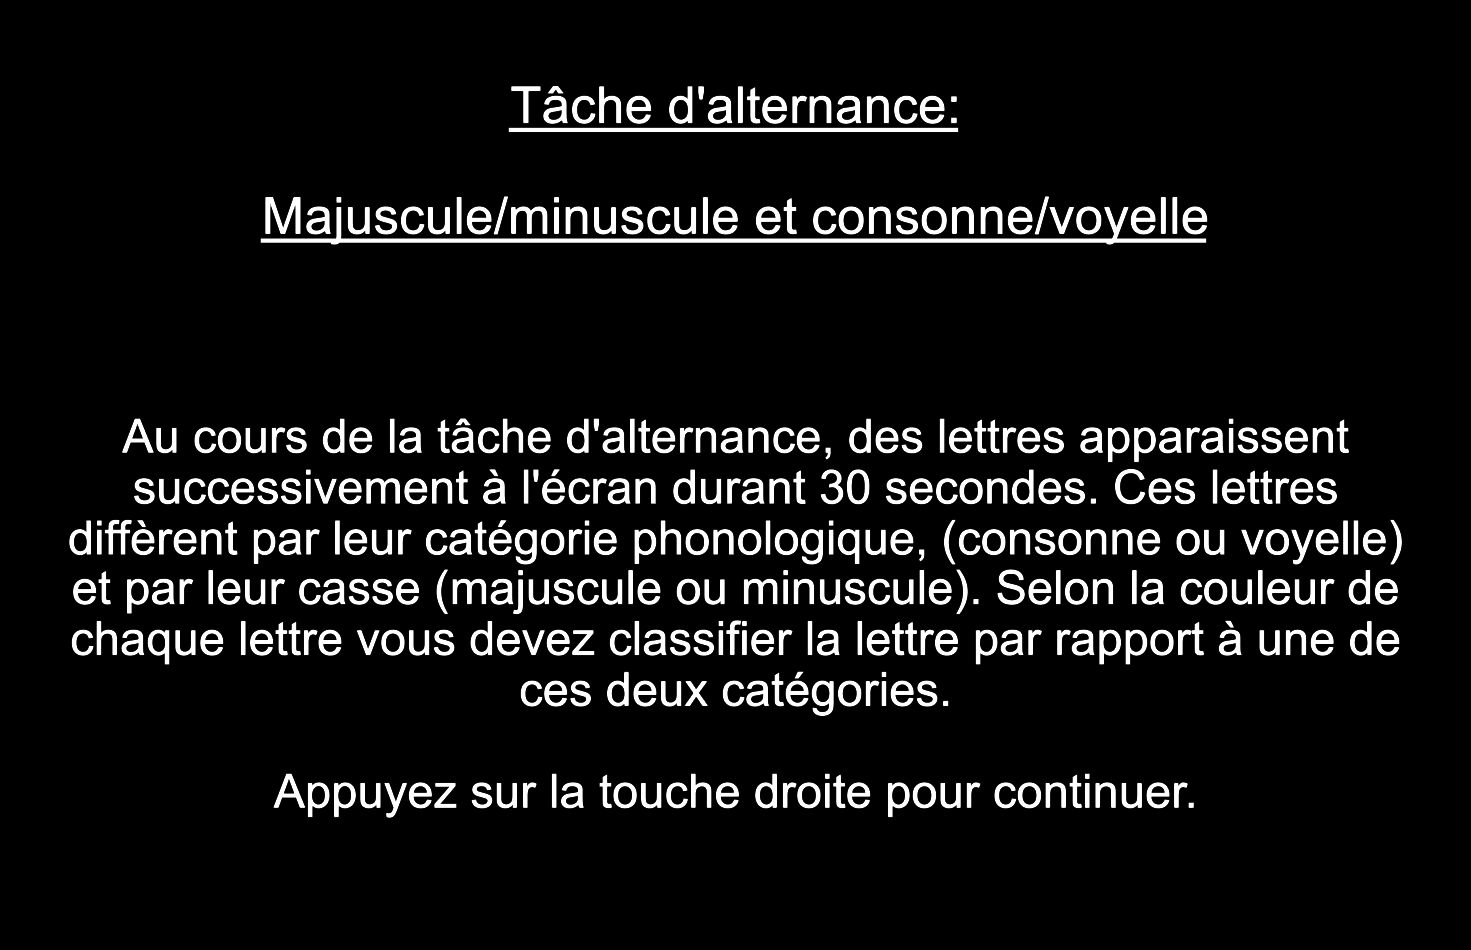 Tâche d'alternance:
Majuscule/minuscule et consonne/voyelle
Au cours de la tâche d'alternance, des lettres apparaissent
successivement à l'écran durant 30 secondes. Ces lettres
diffèrent par leur catégorie phonologique, (consonne ou voyelle)
et par leur casse (majuscule ou minuscule). Selon la couleur de
chaque lettre vous devez classifier la lettre par rapport à une de
ces deux catégories.
Appuyez sur la touche droite pour continuer.